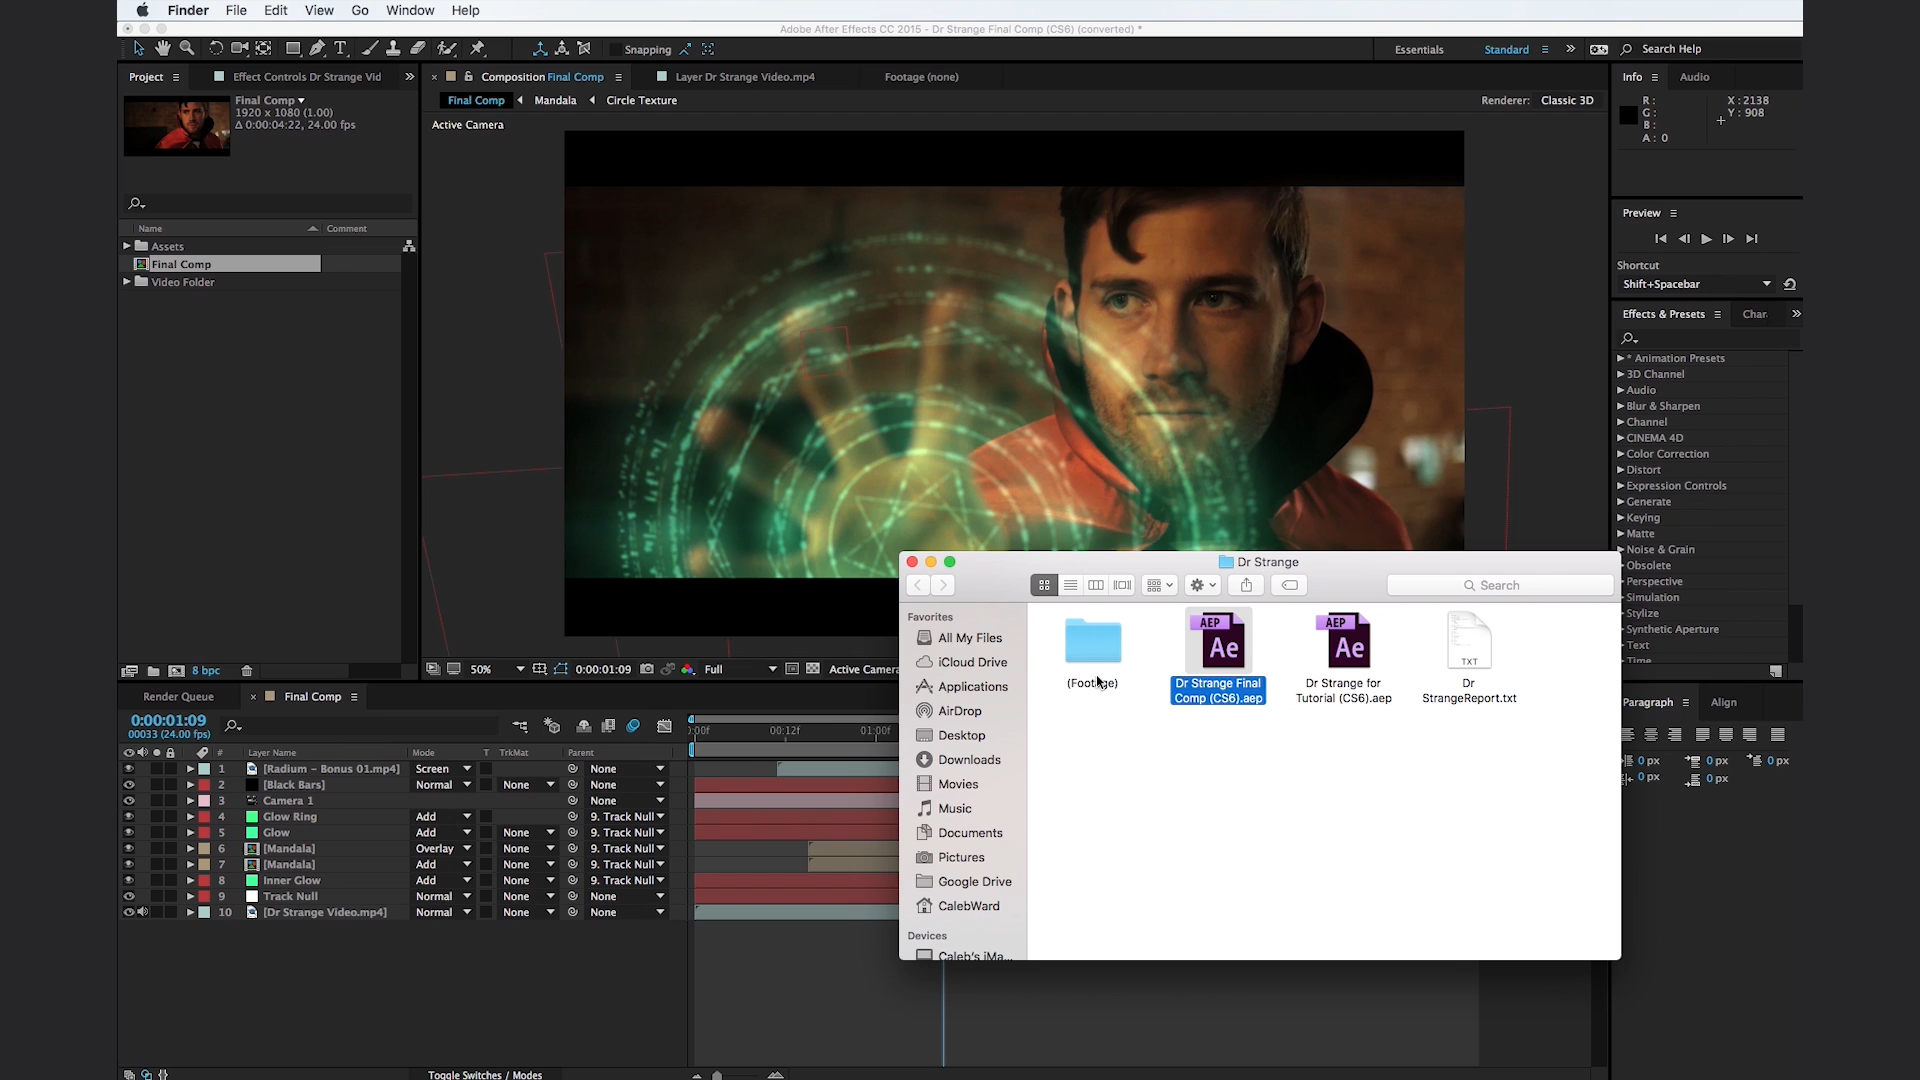 Finder File Edit View Go Window Help
Adobe After Effects CC 2015 - Dr Strange Final Comp (CS6) (converted) *
Snapping
Essentials Standard Search Help
Project Effect Controls Dr Strange Vid
Composition Final Comp Layer Dr Strange Video.mp4 Footage (none)
Info Audio
Final Comp
1920 x 1080 (1.00)
Δ 0:00:04:22, 24.00 fps
Final Comp Mandala Circle Texture
Renderer: Classic 3D
Active Camera
R:
G:
B:
A: 0
X: 2138
Y: 908
Preview
Shortcut
Shift+Spacebar
Name Comment
Assets
Final Comp
Video Folder
Effects & Presets Char
* Animation Presets
3D Channel
Audio
Blur & Sharpen
Channel
CINEMA 4D
Color Correction
Distort
Expression Controls
Generate
Keying
Matte
Noise & Grain
Obsolete
Perspective
Simulation
Stylize
Synthetic Aperture
Text
Time
8 bpc
50% 0:00:01:09 Full Active Camera
Dr Strange
Search
Favorites
All My Files
iCloud Drive
Applications
AirDrop
Desktop
Downloads
Movies
Music
Documents
Pictures
Google Drive
CalebWard
Devices
Caleb's iMa...
(Footage)
AEP
Ae
Dr Strange Final
Comp (CS6).aep
AEP
Ae
Dr Strange for
Tutorial (CS6).aep
TXT
Dr
StrangeReport.txt
Paragraph Align
0 px 0 px 0 px
0 px 0 px
Render Queue Final Comp
0:00:01:09
00033 (24.00 fps)
:00f 00:12f 01:00f
# Layer Name Mode T TrkMat Parent
1 [Radium - Bonus 01.mp4] Screen None
2 [Black Bars] Normal None None
3 Camera 1 None
4 Glow Ring Add 9. Track Null
5 Glow Add None 9. Track Null
6 [Mandala] Overlay None 9. Track Null
7 [Mandala] Add None 9. Track Null
8 Inner Glow Add None 9. Track Null
9 Track Null Normal None None
10 [Dr Strange Video.mp4] Normal None None
Toggle Switches / Modes